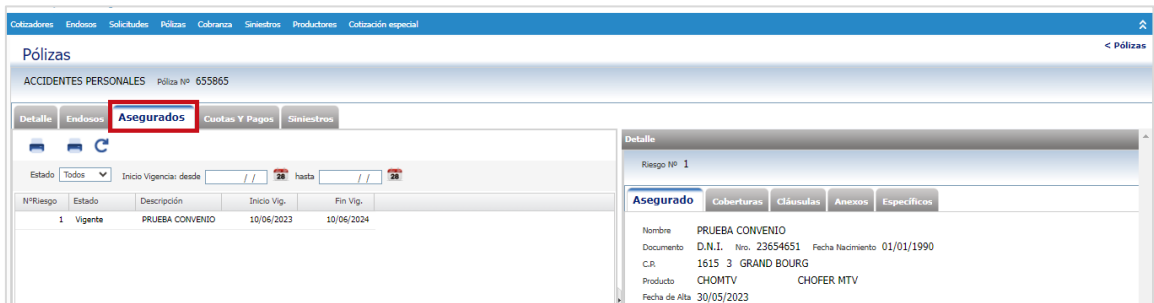 Cotizadores Endosos Solicitudes Pólizas Cobranza Siniestros Productores Cotización especial
Pólizas
< Pólizas
ACCIDENTES PERSONALES Póliza Nº 655865
Detalle Endosos Asegurados Cuotas Y Pagos Siniestros
Estado Todos Inicio Vigencia: desde / / 28 hasta / / 28
NºRiesgo Estado Descripción Inicio Vig. Fin Vig.
1 Vigente PRUEBA CONVENIO 10/06/2023 10/06/2024
Detalle
Riesgo Nº 1
Asegurado Coberturas Cláusulas Anexos Específicos
Nombre PRUEBA CONVENIO
Documento D.N.I. Nro. 23654651 Fecha Nacimiento 01/01/1990
C.P. 1615 3 GRAND BOURG
Producto CHOMTV CHOFER MTV
Fecha de Alta 30/05/2023